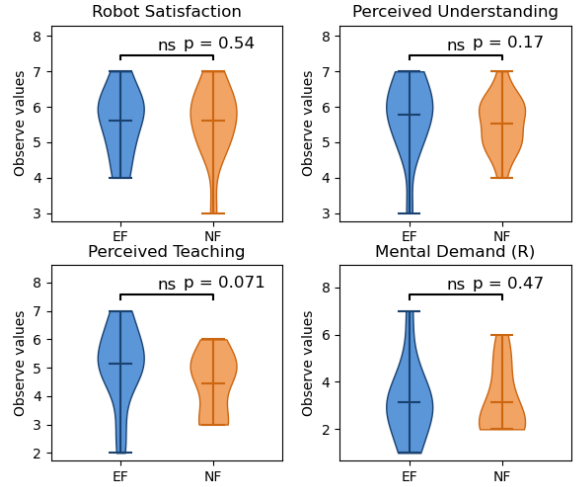 Robot Satisfaction
8
7
6
5
4
3
Observe values
ns p = 0.54
EF NF
Perceived Understanding
8
7
6
5
4
3
Observe values
ns p = 0.17
EF NF
Perceived Teaching
8
7
6
5
4
3
2
Observe values
ns p = 0.071
EF NF
Mental Demand (R)
8
6
4
2
Observe values
ns p = 0.47
EF NF